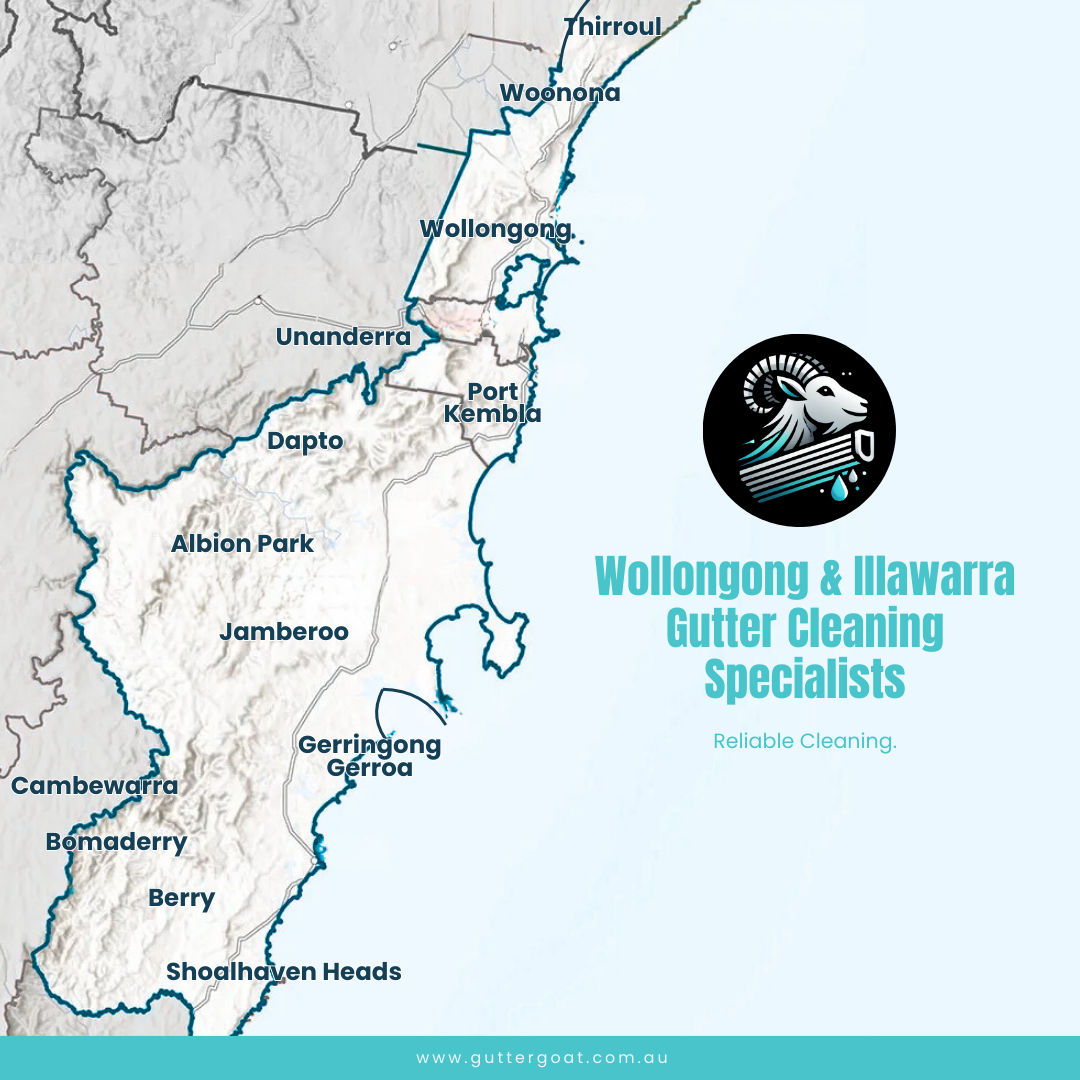 Thirroul
Woonona
Wollongong
Unanderra
Port
Kembla
Dapto
Albion Park
Jamberoo
Gerringong
Gerroa
Cambewarra
Bomaderry
Berry
Shoalhaven Heads
Wollongong & Illawarra
Gutter Cleaning
Specialists
Reliable Cleaning.
www.guttergoat.com.au